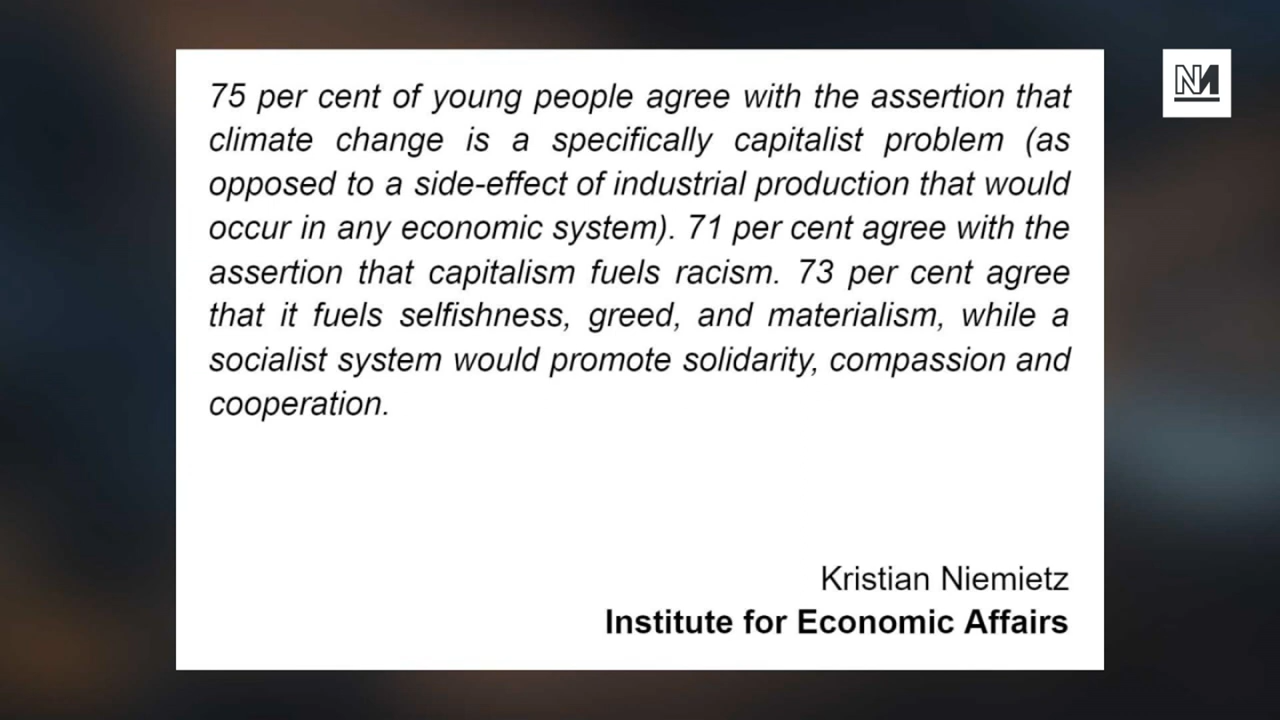 75 per cent of young people agree with the assertion that
climate change is a specifically capitalist problem (as
opposed to a side-effect of industrial production that would
occur in any economic system). 71 per cent agree with the
assertion that capitalism fuels racism. 73 per cent agree
that it fuels selfishness, greed, and materialism, while a
socialist system would promote solidarity, compassion and
cooperation.
Kristian Niemietz
Institute for Economic Affairs
NM